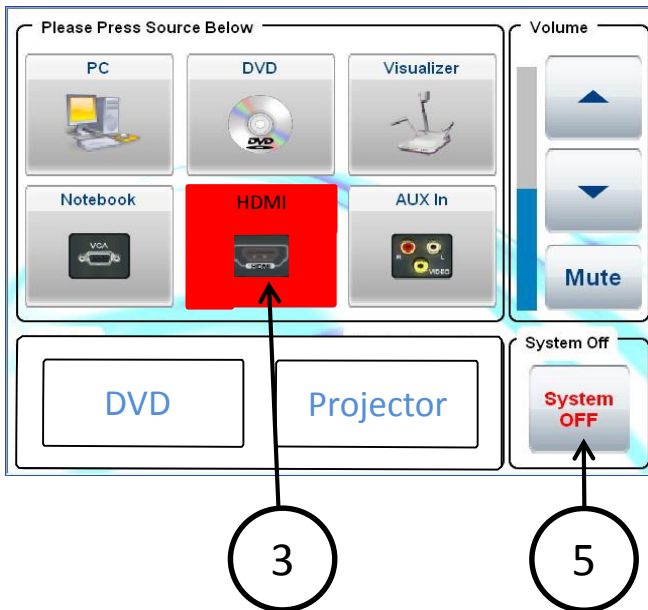 Please Press Source Below
Volume
PC
DVD
Visualizer
DVD
Notebook
HDMI
AUX In
VGA
HDMI
R
L
VIDEO
Mute
System Off
DVD
Projector
System
OFF
3
5